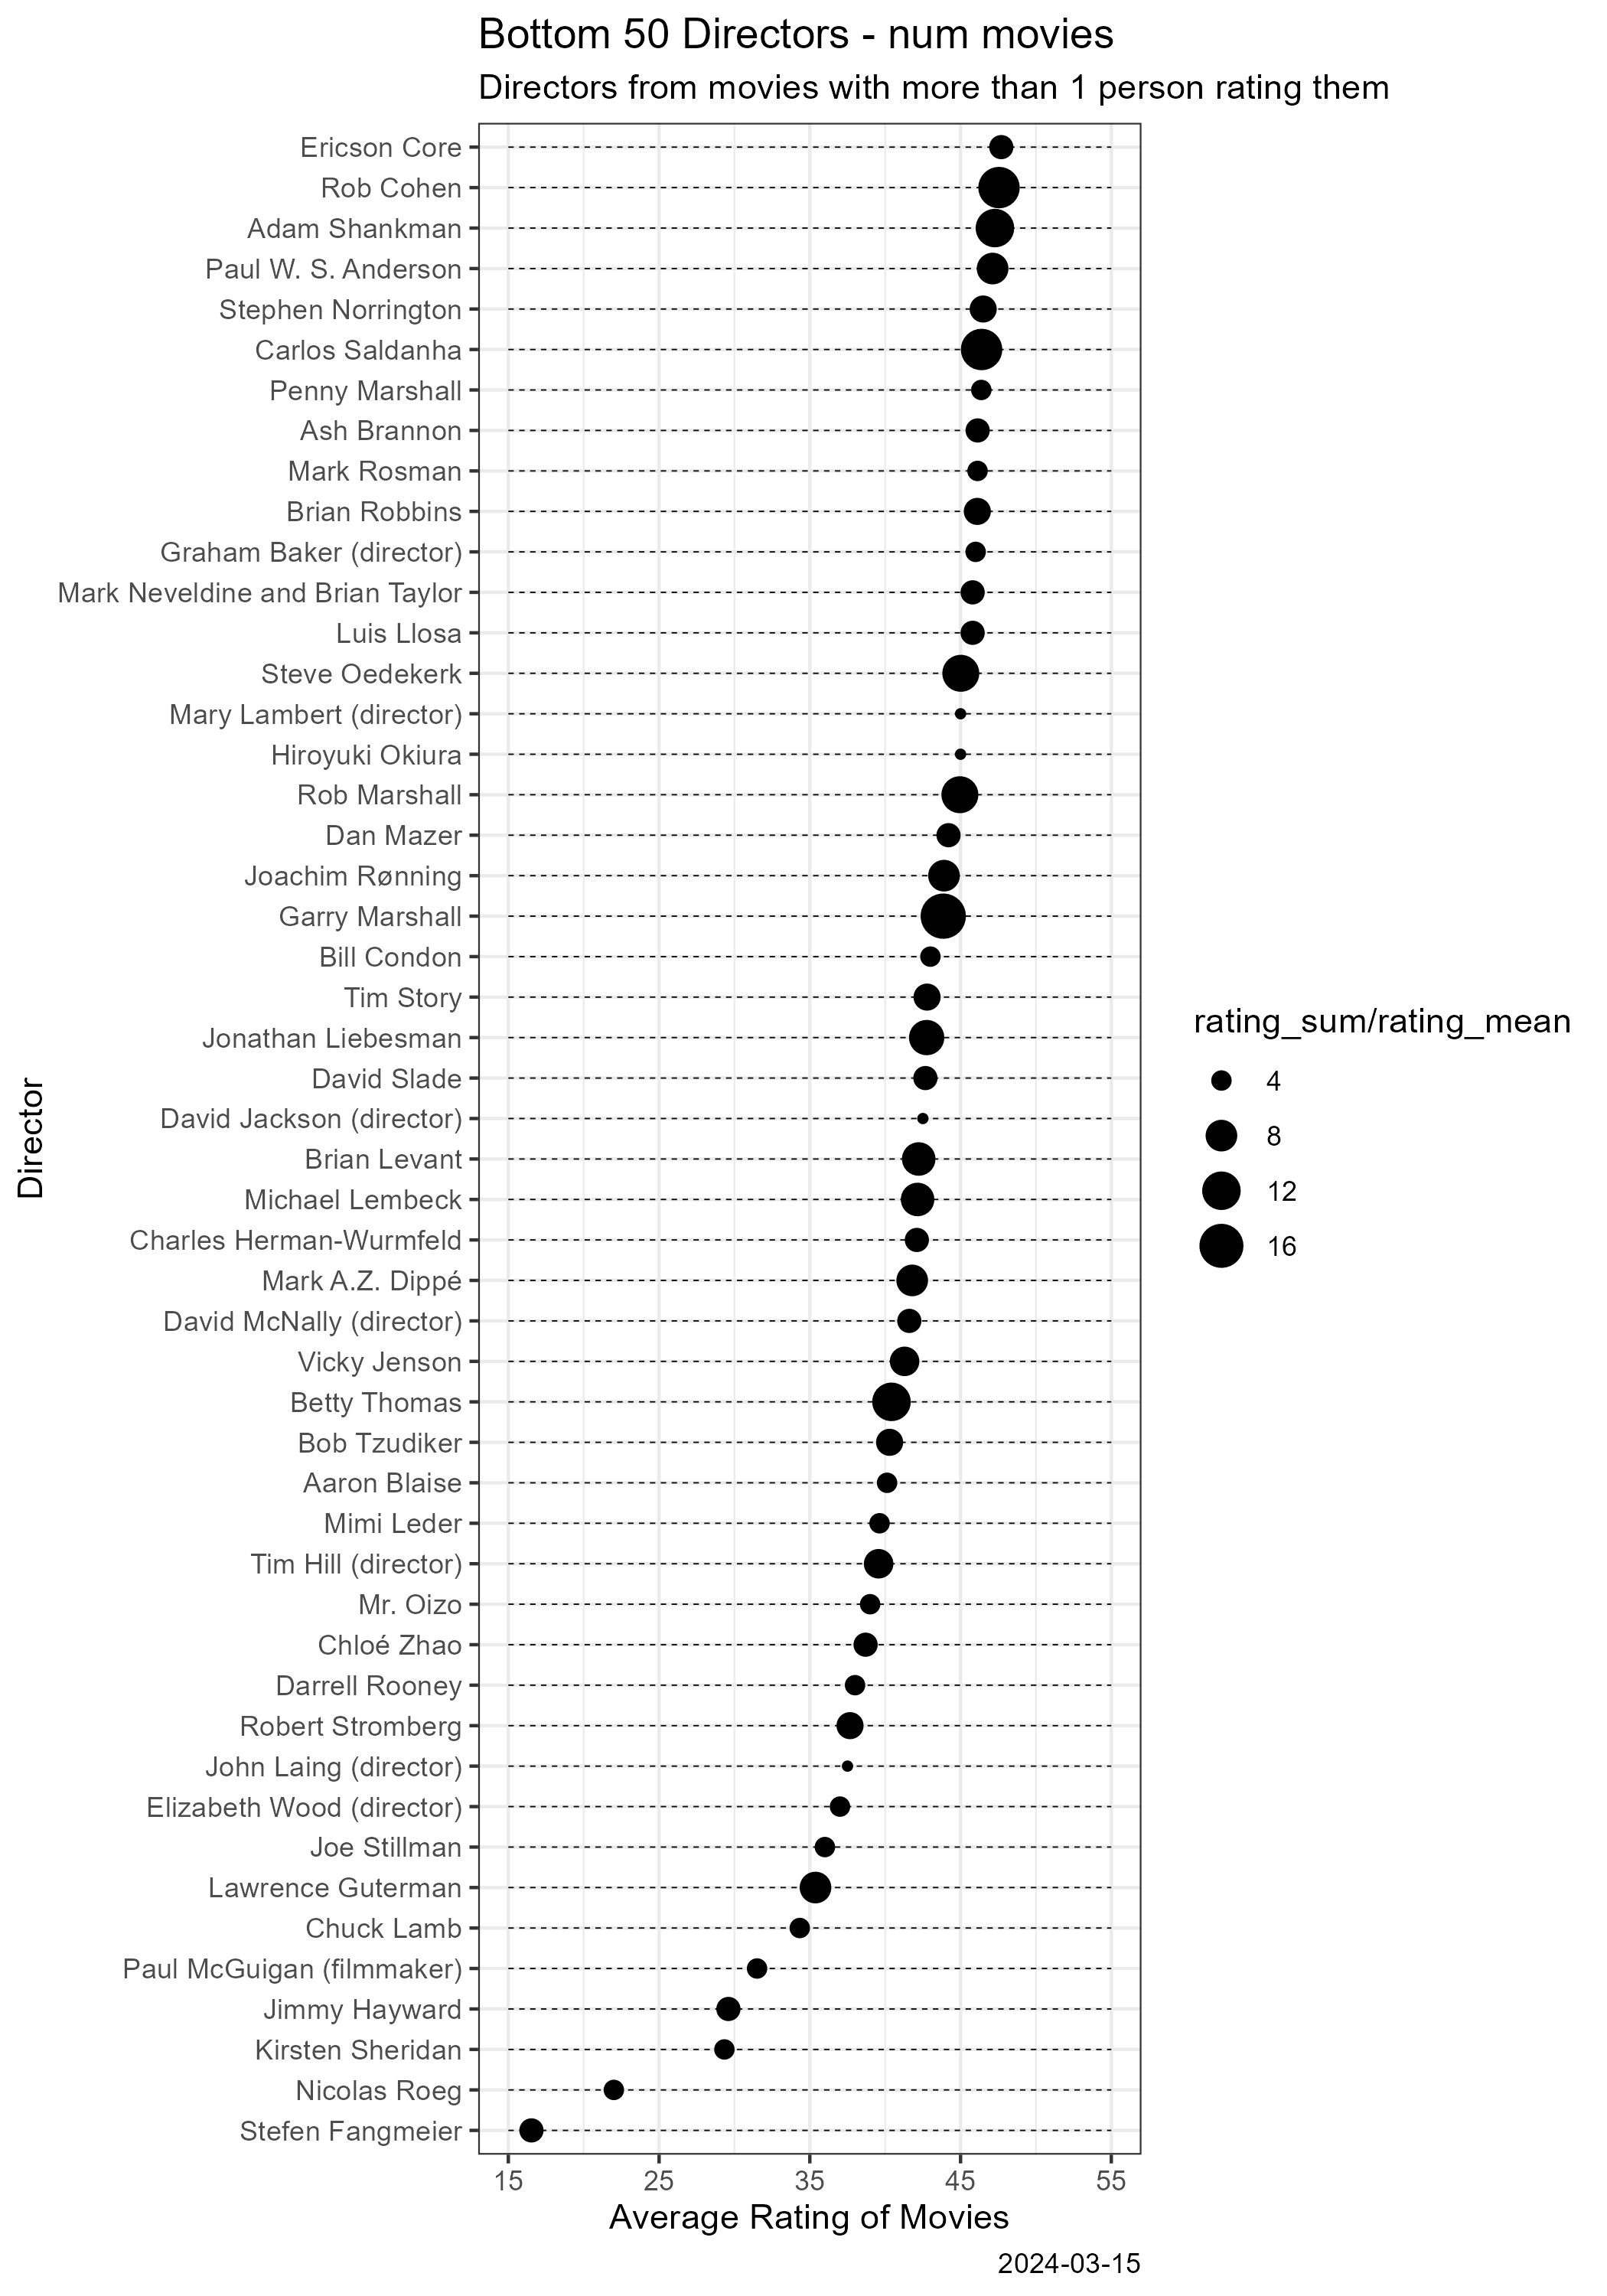 Bottom 50 Directors - num movies
Directors from movies with more than 1 person rating them
Ericson Core
Rob Cohen
Adam Shankman
Paul W. S. Anderson
Stephen Norrington
Carlos Saldanha
Penny Marshall
Ash Brannon
Mark Rosman
Brian Robbins
Graham Baker (director)
Mark Neveldine and Brian Taylor
Luis Llosa
Steve Oedekerk
Mary Lambert (director)
Hiroyuki Okiura
Rob Marshall
Dan Mazer
Joachim Rønning
Garry Marshall
Bill Condon
Tim Story
Jonathan Liebesman
David Slade
David Jackson (director)
Brian Levant
Michael Lembeck
Charles Herman-Wurmfeld
Mark A.Z. Dippé
David McNally (director)
Vicky Jenson
Betty Thomas
Bob Tzudiker
Aaron Blaise
Mimi Leder
Tim Hill (director)
Mr. Oizo
Chloé Zhao
Darrell Rooney
Robert Stromberg
John Laing (director)
Elizabeth Wood (director)
Joe Stillman
Lawrence Guterman
Chuck Lamb
Paul McGuigan (filmmaker)
Jimmy Hayward
Kirsten Sheridan
Nicolas Roeg
Stefen Fangmeier
Director
15 25 35 45 55
Average Rating of Movies
2024-03-15
rating_sum/rating_mean
4
8
12
16